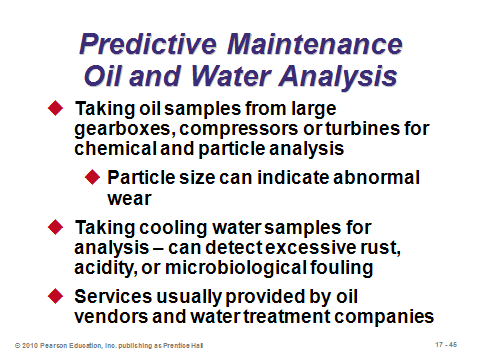 Predictive Maintenance
Oil and Water Analysis
Taking oil samples from large
gearboxes, compressors or turbines for
chemical and particle analysis
Particle size can indicate abnormal
wear
Taking cooling water samples for
analysis – can detect excessive rust,
acidity, or microbiological fouling
Services usually provided by oil
vendors and water treatment companies
© 2010 Pearson Education, Inc. publishing as Prentice Hall
17 - 46